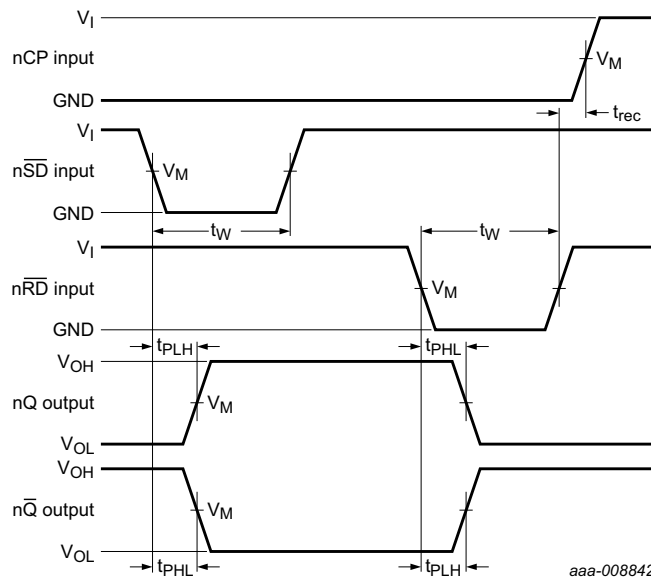 V_I
nCP input
V_M
GND
t_rec
V_I
nS̅D̅ input
V_M
GND
t_W
t_W
V_I
nR̅D̅ input
V_M
GND
t_PLH
t_PHL
V_OH
nQ output
V_M
V_OL
V_OH
nQ̅ output
V_M
V_OL
t_PHL
t_PLH
aaa-008842